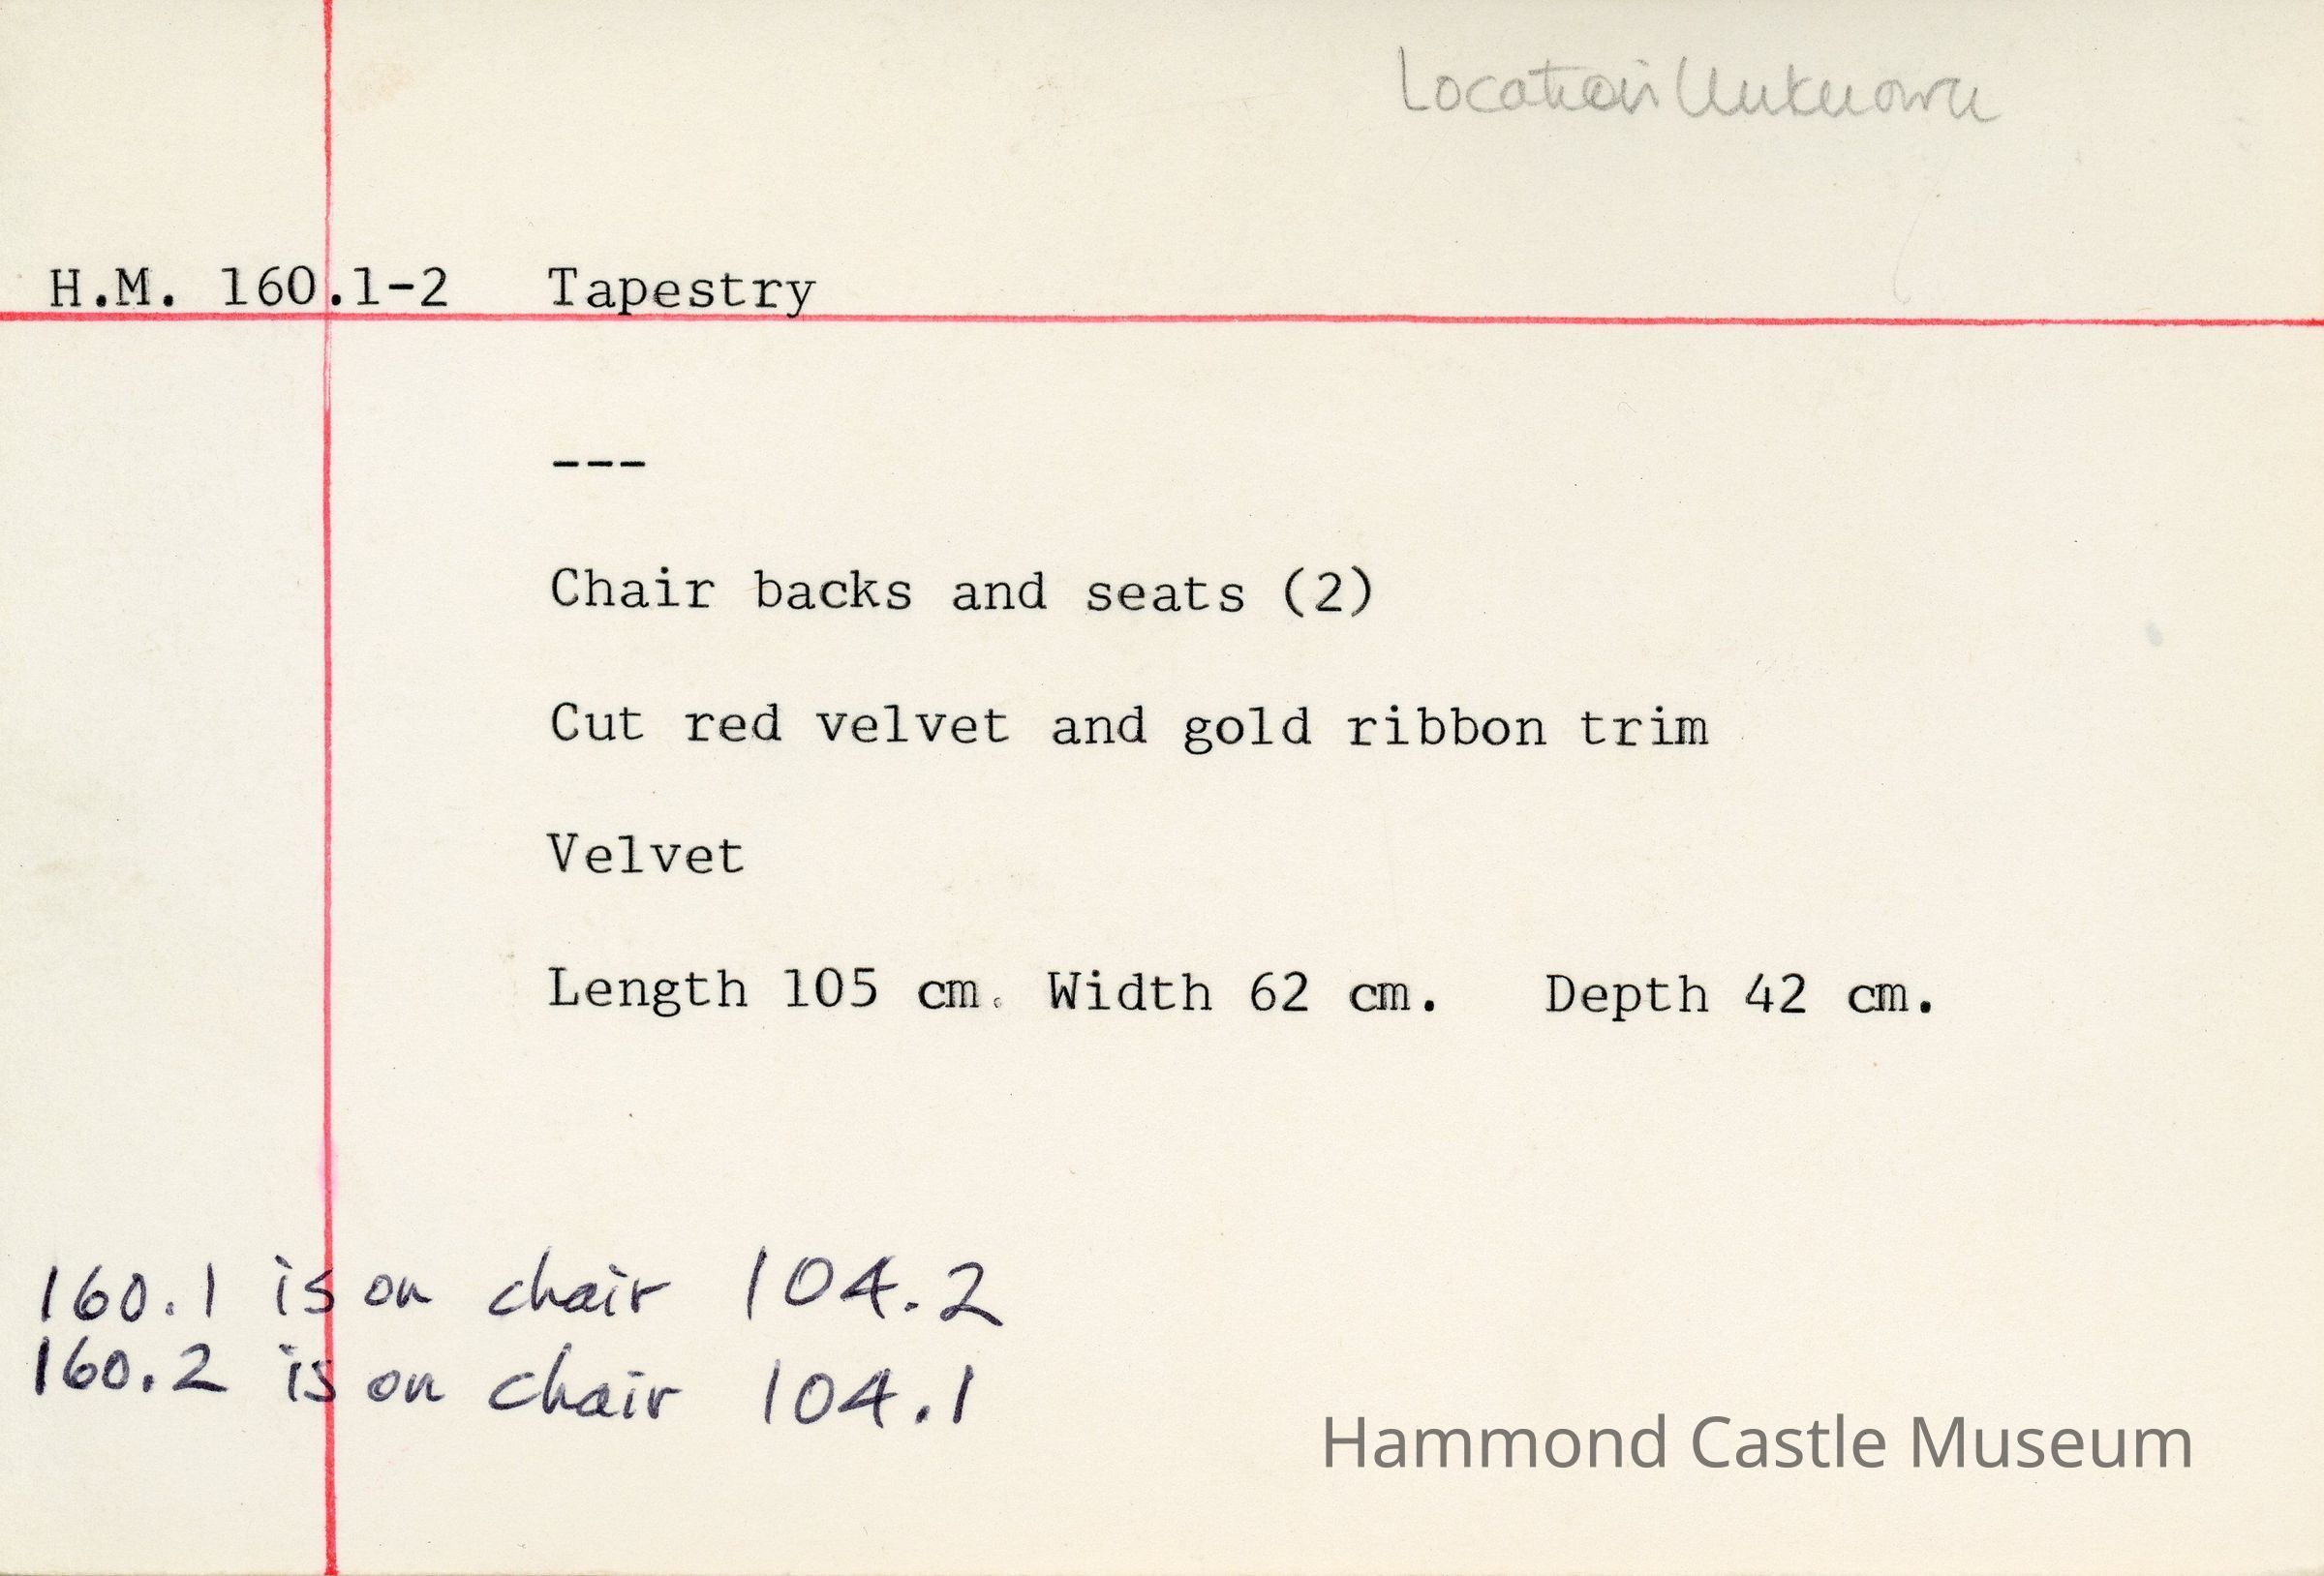 Location Unknown
H.M. 160.1-2 Tapestry
---
Chair backs and seats (2)
Cut red velvet and gold ribbon trim
Velvet
Length 105 cm. Width 62 cm. Depth 42 cm.
160.1 is on chair 104.2
160.2 is on chair 104.1
Hammond Castle Museum